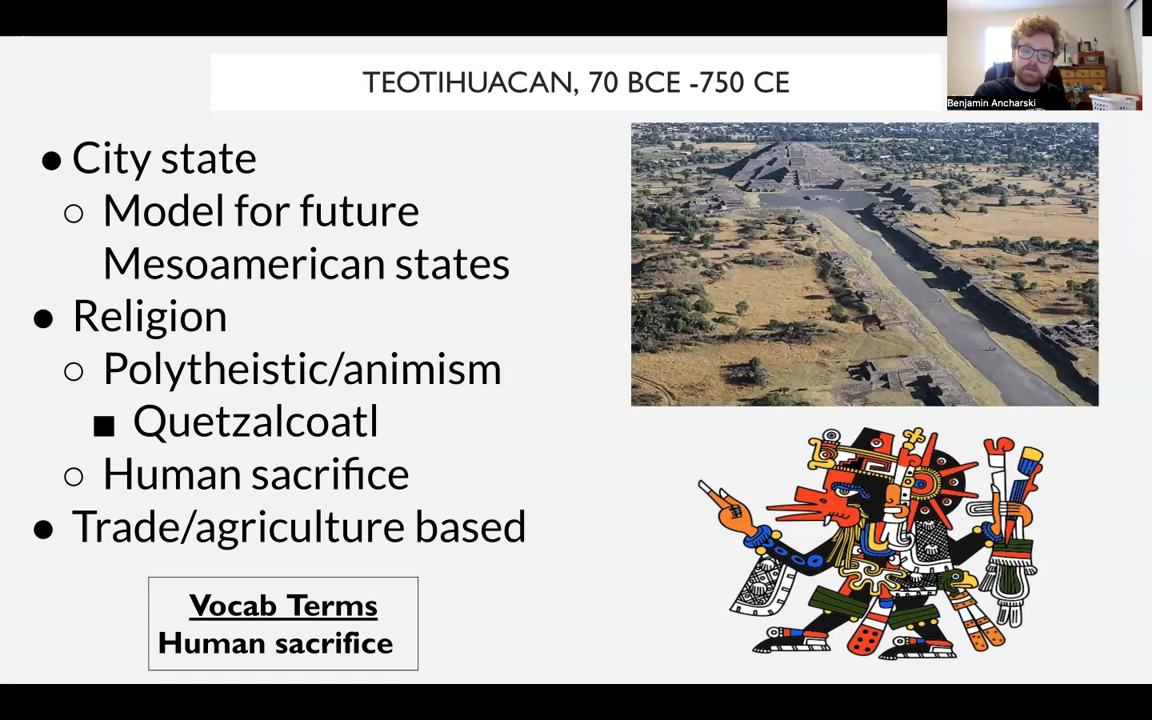 TEOTIHUACAN, 70 BCE -750 CE
Benjamin Ancharski
● City state
○ Model for future
Mesoamerican states
● Religion
○ Polytheistic/animism
■ Quetzalcoatl
○ Human sacrifice
● Trade/agriculture based
Vocab Terms
Human sacrifice